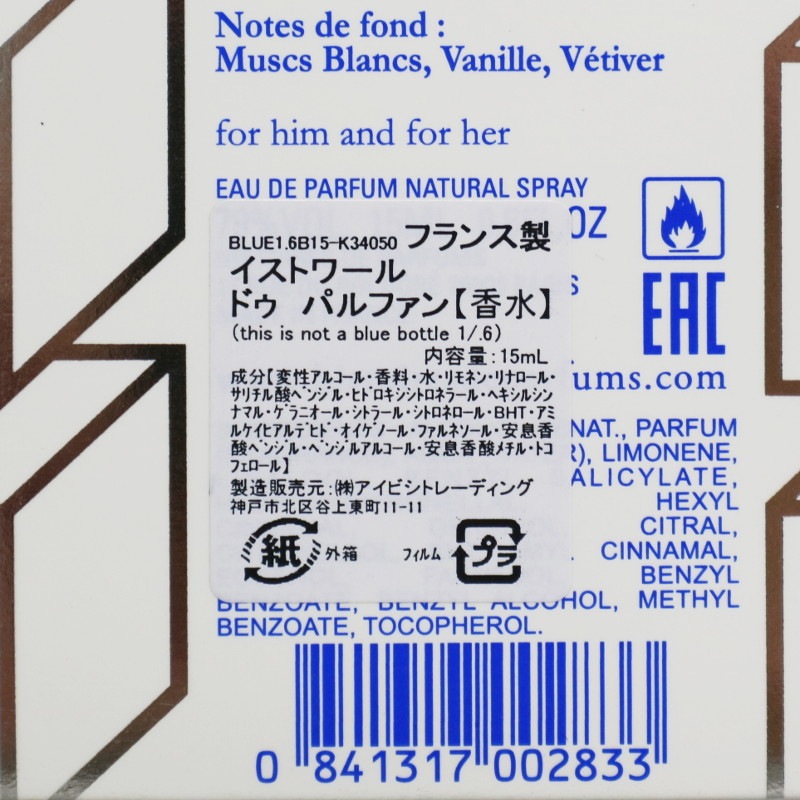 Notes de fond :
Muscs Blancs, Vanille, Vétiver
for him and for her
EAU DE PARFUM NATURAL SPRAY
OZ
BLUE1.6B15-K34050 フランス製
イストワール
ドゥ パルファン【香水】
(this is not a blue bottle 1/.6)
内容量:15mL
成分【変性アルコール・香料・水・リモネン・リナロール・
サリチル酸ベンジル・ヒドロキシシトロネラール・ヘキシルシン
ナマル・ゲラニオール・シトラール・シトロネロール・BHT・アミ
ルケイヒアルデヒド・オイゲノール・ファルネソール・安息香
酸ベンジル・ベンジルアルコール・安息香酸メチル・トコ
フェロール】
製造販売元:㈱アイビシトレーディング
神戸市北区谷上東町11-11
紙 外箱 フィルム プラ
EAC
ums.com
NAT., PARFUM
R), LIMONENE,
ALICYLATE,
HEXYL
CITRAL,
CINNAMAL,
BENZYL
BENZOATE, BENZYL ALCOHOL, METHYL
BENZOATE, TOCOPHEROL.
0 841317 002833